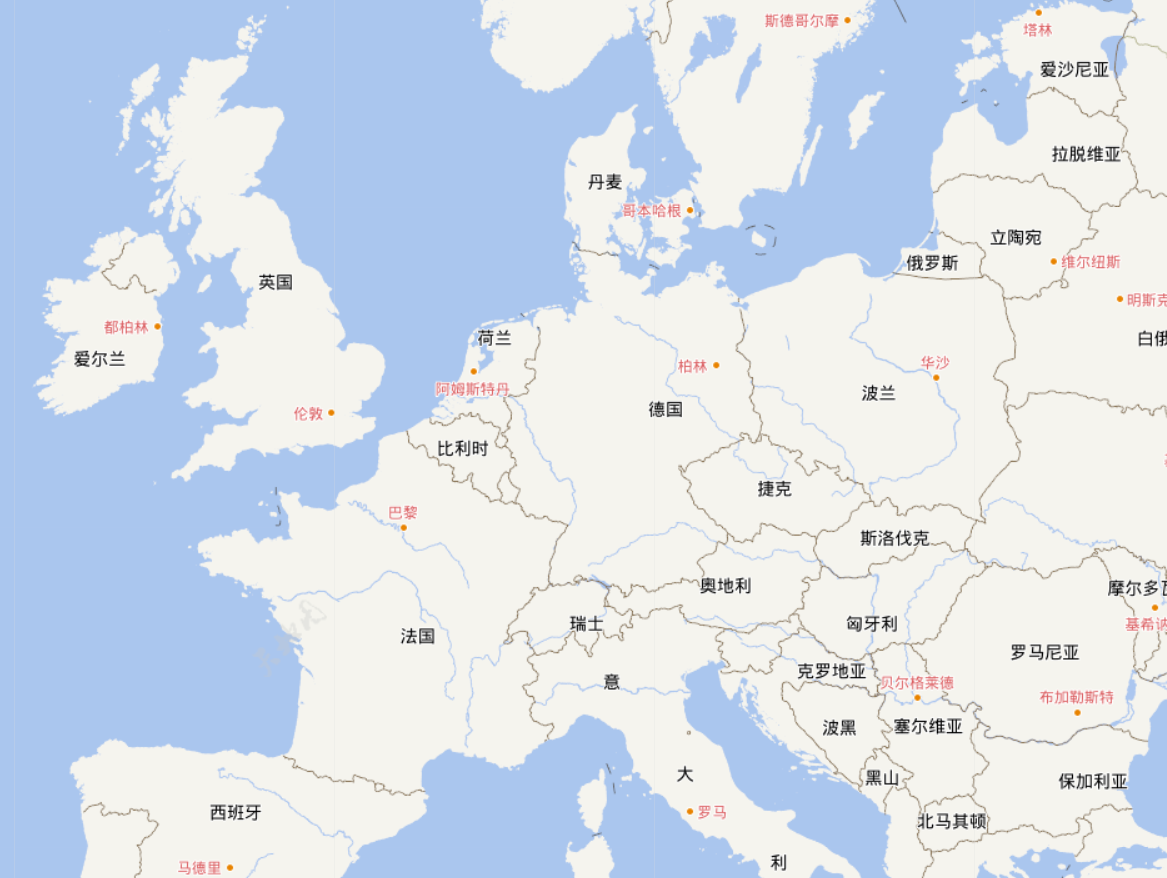 斯德哥尔摩
塔林
爱沙尼亚
拉脱维亚
丹麦
哥本哈根
立陶宛
俄罗斯
维尔纽斯
英国
明斯克
都柏林
荷兰
白俄
爱尔兰
柏林
华沙
阿姆斯特丹
波兰
伦敦
德国
比利时
捷克
巴黎
斯洛伐克
奥地利
摩尔多瓦
瑞士
匈牙利
基希讷
法国
罗马尼亚
克罗地亚
意
贝尔格莱德
布加勒斯特
波黑
塞尔维亚
大
黑山
保加利亚
西班牙
罗马
北马其顿
利
马德里